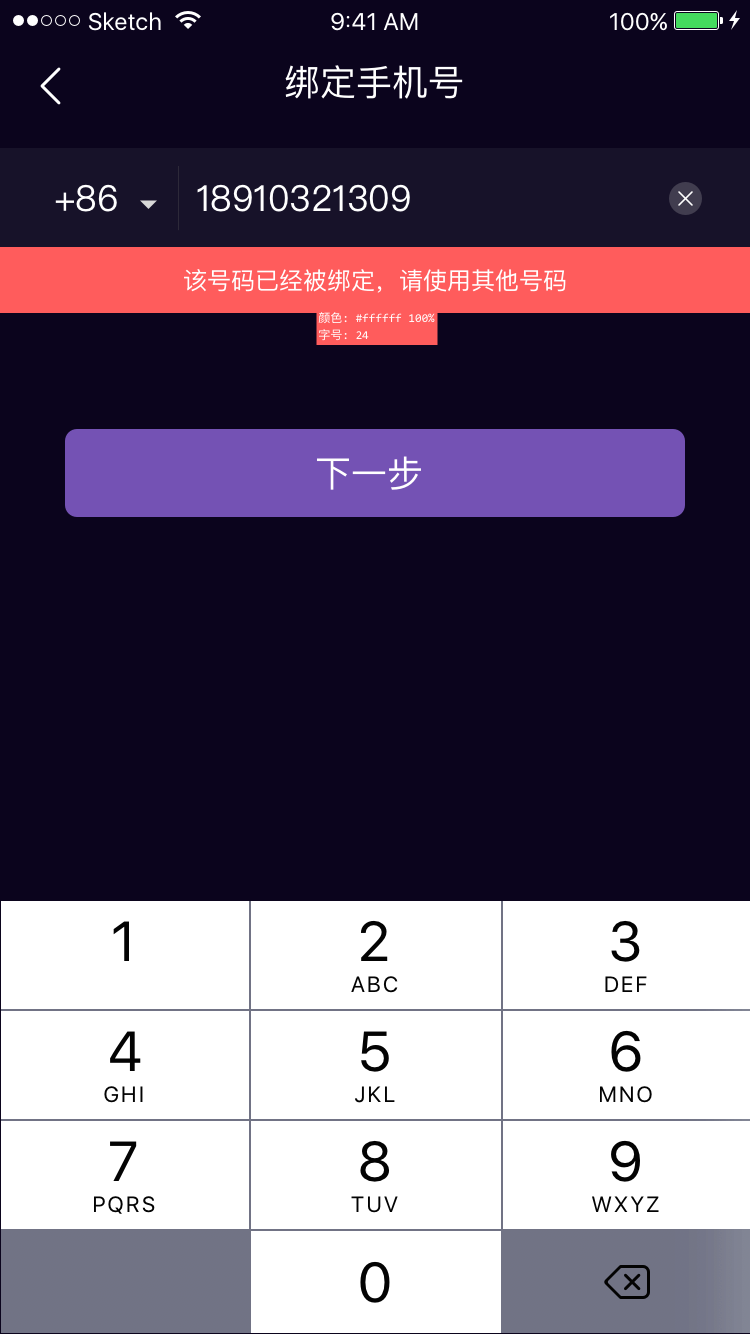 Sketch 9:41 AM 100%
绑定手机号
+86 18910321309
该号码已经被绑定，请使用其他号码
颜色: #ffffff 100%
字号: 24
下一步
1 2 3
ABC DEF
4 5 6
GHI JKL MNO
7 8 9
PQRS TUV WXYZ
0